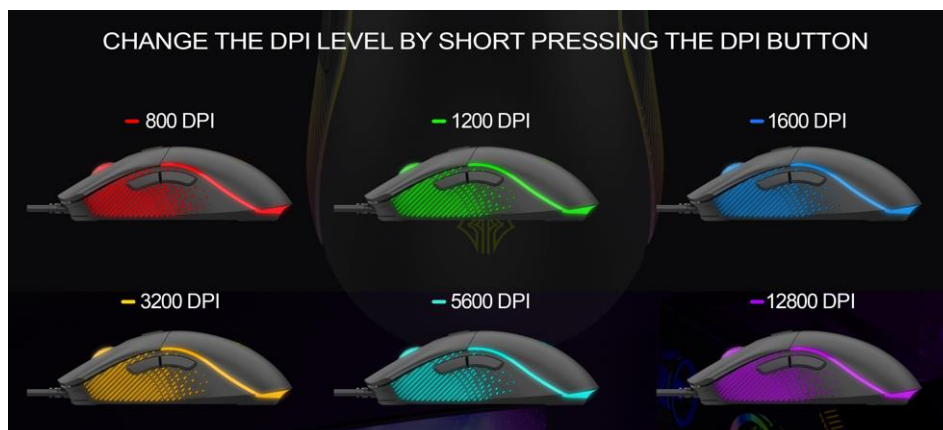 CHANGE THE DPI LEVEL BY SHORT PRESSING THE DPI BUTTON
800 DPI
1200 DPI
1600 DPI
3200 DPI
5600 DPI
12800 DPI